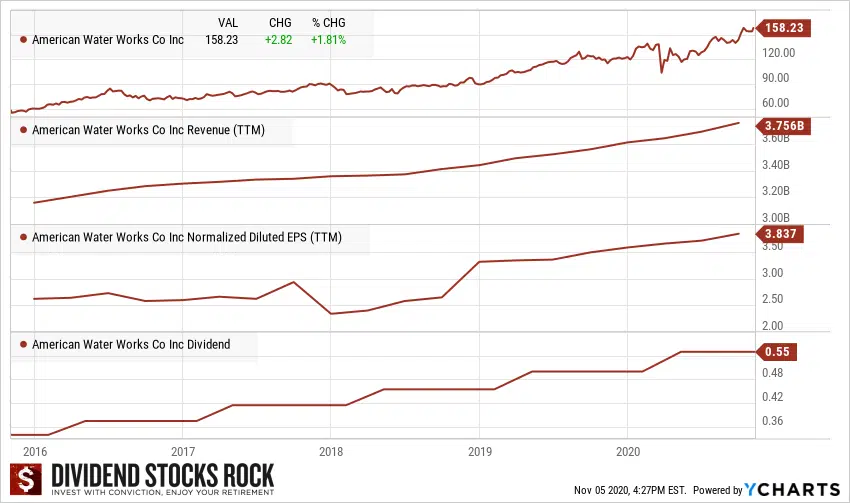 VAL CHG % CHG
American Water Works Co Inc 158.23 +2.82 +1.81%
158.23
120.00
90.00
60.00
American Water Works Co Inc Revenue (TTM)
3.756B
3.60B
3.40B
3.20B
3.00B
American Water Works Co Inc Normalized Diluted EPS (TTM)
3.837
3.50
3.00
2.50
2.00
American Water Works Co Inc Dividend
0.55
0.48
0.42
0.36
2016 2017 2018 2019 2020
$ DIVIDEND STOCKS ROCK
INVEST WITH CONVICTION, ENJOY YOUR RETIREMENT
Nov 05 2020, 4:27PM EST. Powered by YCHARTS